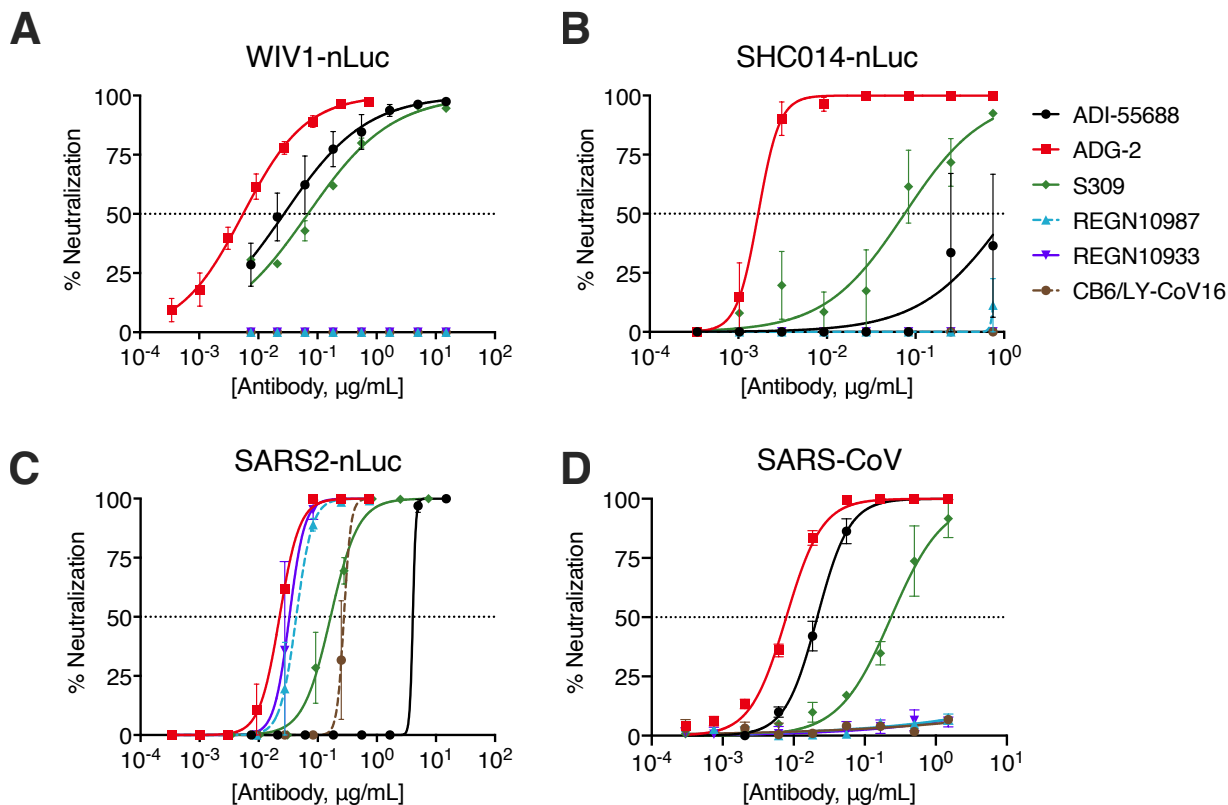 A
WIV1-nLuc
% Neutralization
100
75
50
25
0
10⁻⁴ 10⁻³ 10⁻² 10⁻¹ 10⁰ 10¹ 10²
[Antibody, µg/mL]
B
SHC014-nLuc
% Neutralization
100
75
50
25
0
10⁻⁴ 10⁻³ 10⁻² 10⁻¹ 10⁰
[Antibody, µg/mL]
ADI-55688
ADG-2
S309
REGN10987
REGN10933
CB6/LY-CoV16
C
SARS2-nLuc
% Neutralization
100
75
50
25
0
10⁻⁴ 10⁻³ 10⁻² 10⁻¹ 10⁰ 10¹ 10²
[Antibody, µg/mL]
D
SARS-CoV
% Neutralization
100
75
50
25
0
10⁻⁴ 10⁻³ 10⁻² 10⁻¹ 10⁰ 10¹
[Antibody, µg/mL]